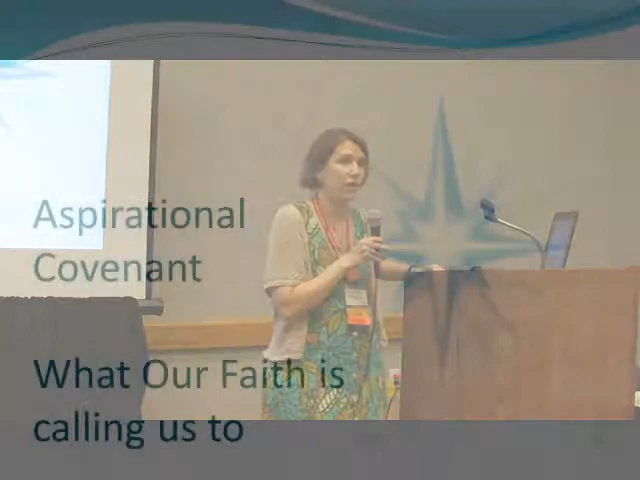 Aspirational
Covenant
What Our Faith is
calling us to